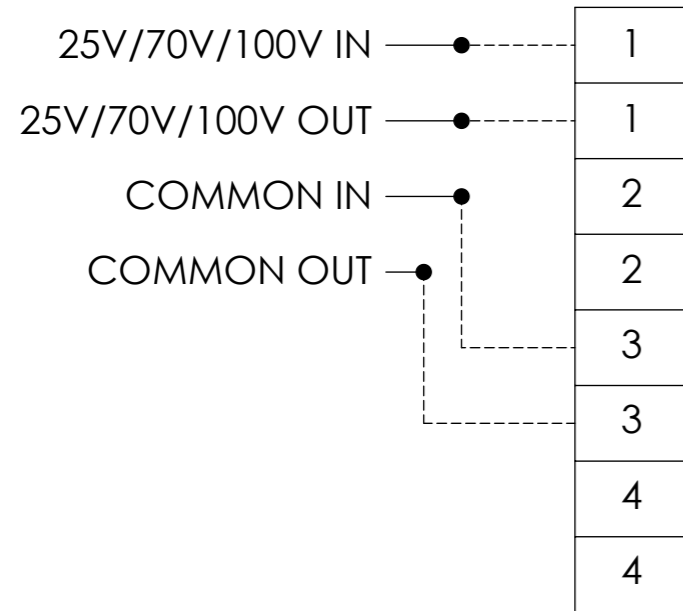 25V/70V/100V IN 1
25V/70V/100V OUT 1
COMMON IN 2
COMMON OUT 2
3
3
4
4